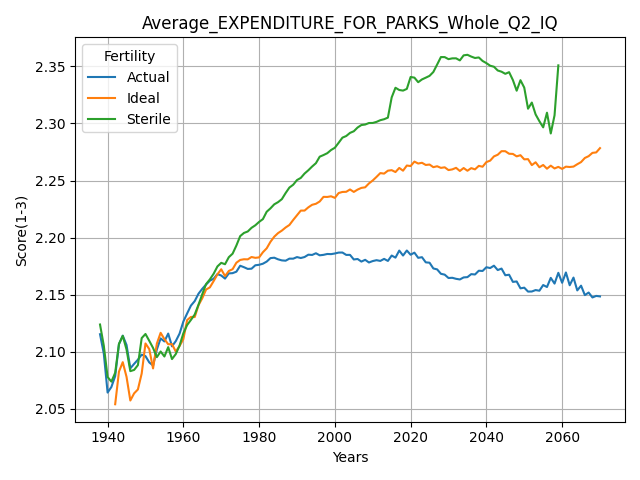 Average_EXPENDITURE_FOR_PARKS_Whole_Q2_IQ
Fertility
Actual
Ideal
Sterile
Score(1-3)
2.35
2.30
2.25
2.20
2.15
2.10
2.05
1940 1960 1980 2000 2020 2040 2060
Years